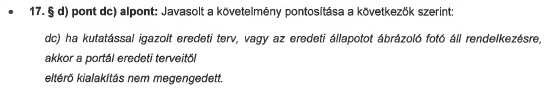 • 17. § d) pont dc) alpont: Javasolt a követelmény pontosítása a következők szerint:
dc) ha kutatással igazolt eredeti terv, vagy az eredeti állapotot ábrázoló fotó áll rendelkezésre,
akkor a portál eredeti terveitől
eltérő kialakítás nem megengedett.